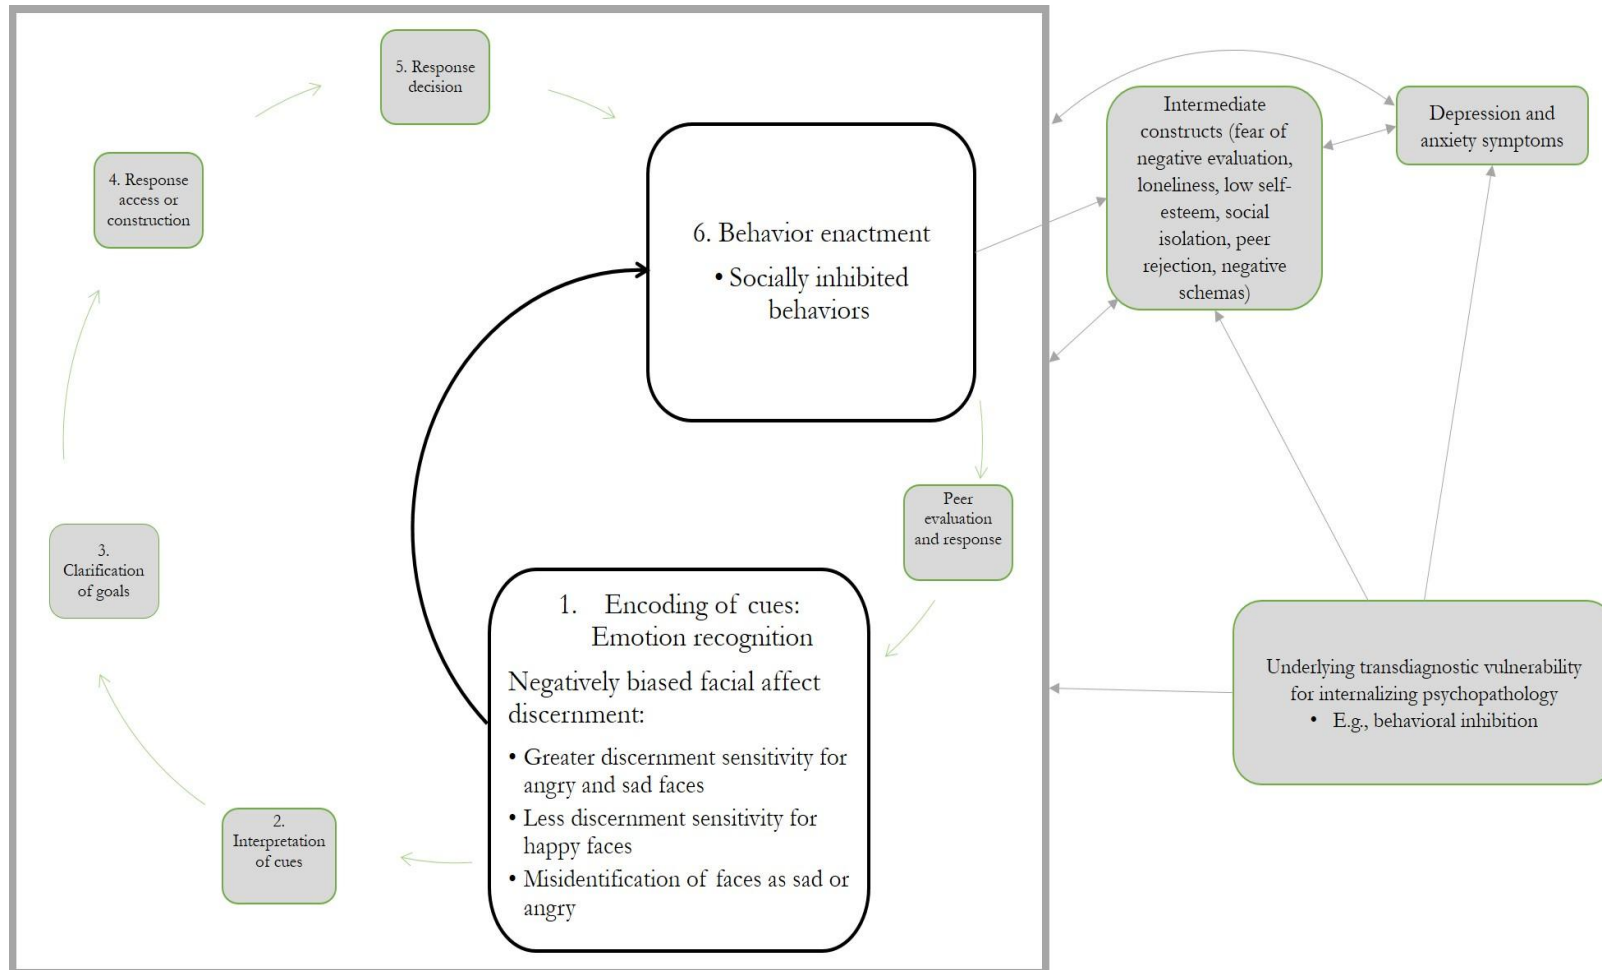 5. Response
decision
4. Response
access or
construction
3.
Clarification
of goals
2.
Interpretation
of cues
6. Behavior enactment
• Socially inhibited
behaviors
Peer
evaluation
and response
1. Encoding of cues:
Emotion recognition
Negatively biased facial affect
discernment:
• Greater discernment sensitivity for
angry and sad faces
• Less discernment sensitivity for
happy faces
• Misidentification of faces as sad or
angry
Intermediate
constructs (fear of
negative evaluation,
loneliness, low self-
esteem, social
isolation, peer
rejection, negative
schemas)
Depression and
anxiety symptoms
Underlying transdiagnostic vulnerability
for internalizing psychopathology
• E.g., behavioral inhibition